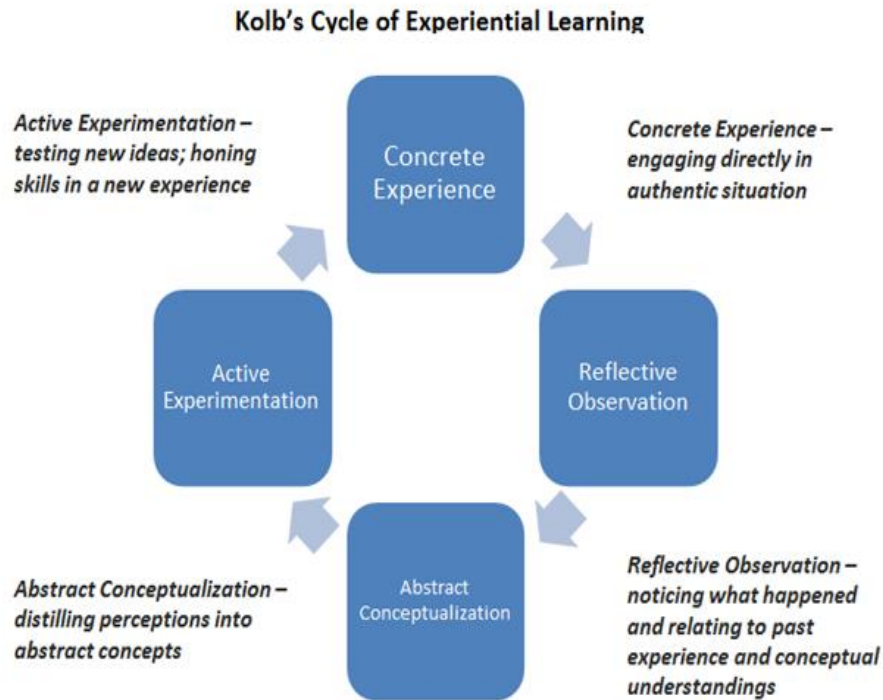 Kolb’s Cycle of Experiential Learning
Active Experimentation –
testing new ideas; honing
skills in a new experience
Concrete
Experience
Concrete Experience –
engaging directly in
authentic situation
Active
Experimentation
Reflective
Observation
Abstract Conceptualization –
distilling perceptions into
abstract concepts
Abstract
Conceptualization
Reflective Observation –
noticing what happened
and relating to past
experience and conceptual
understandings